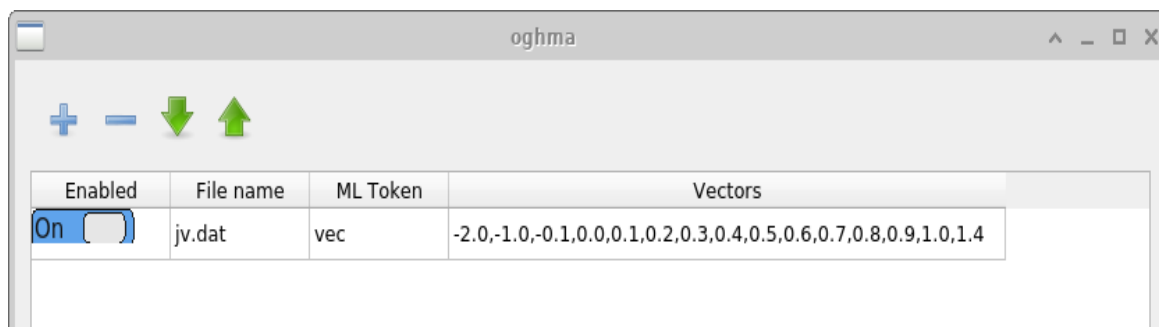 oghma
Enabled File name ML Token Vectors
On jv.dat vec -2.0,-1.0,-0.1,0.0,0.1,0.2,0.3,0.4,0.5,0.6,0.7,0.8,0.9,1.0,1.4